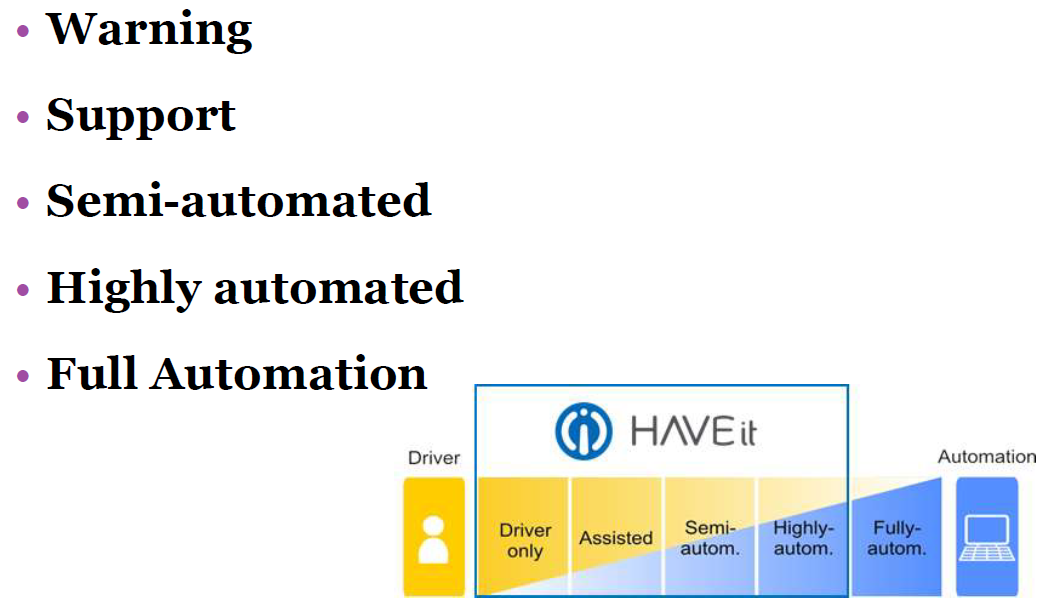 • Warning
• Support
• Semi-automated
• Highly automated
• Full Automation
HAVEit
Driver
Automation
Driver
only
Assisted
Semi-
autom.
Highly-
autom.
Fully-
autom.